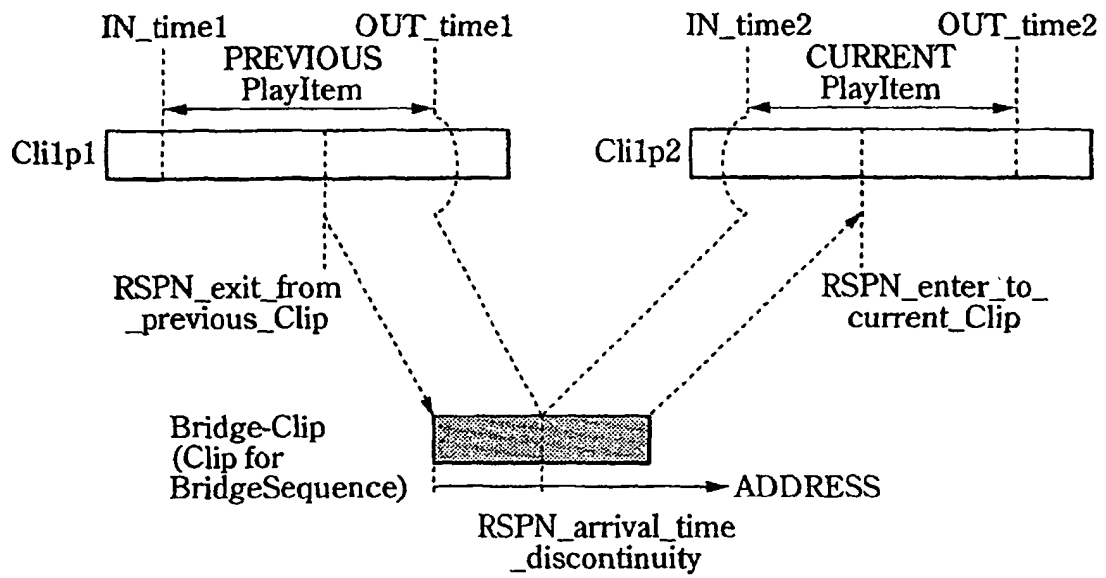 IN_time1
OUT_time1
IN_time2
OUT_time2
PREVIOUS
PlayItem
CURRENT
PlayItem
Cli1p1
Cli1p2
RSPN_exit_from
_previous_Clip
RSPN_enter_to_
current_Clip
Bridge-Clip
(Clip for
BridgeSequence)
ADDRESS
RSPN_arrival_time
_discontinuity